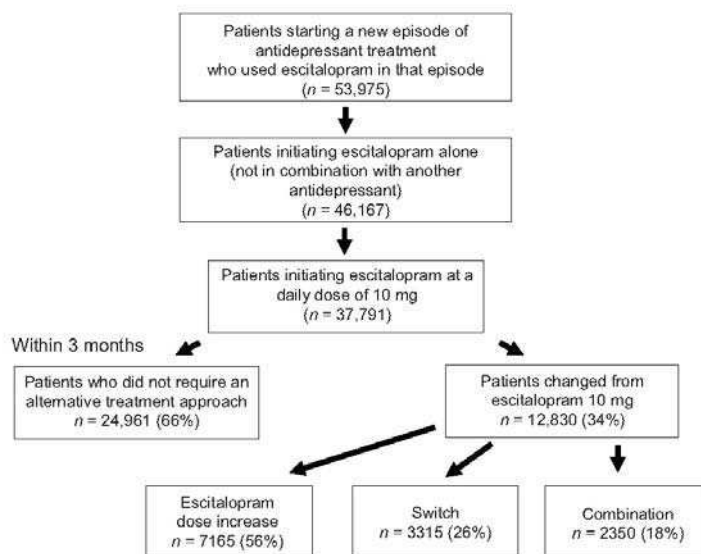 Patients starting a new episode of
antidepressant treatment
who used escitalopram in that episode
(n = 53,975)
Patients initiating escitalopram alone
(not in combination with another
antidepressant)
(n = 46,167)
Patients initiating escitalopram at a
daily dose of 10 mg
(n = 37,791)
Within 3 months
Patients who did not require an
alternative treatment approach
n = 24,961 (66%)
Patients changed from
escitalopram 10 mg
n = 12,830 (34%)
Escitalopram
dose increase
n = 7165 (56%)
Switch
n = 3315 (26%)
Combination
n = 2350 (18%)